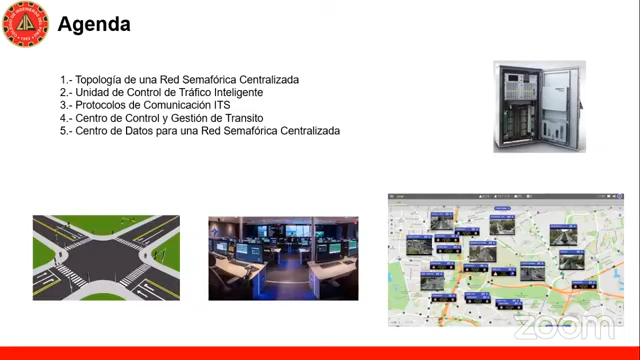 Agenda
1.- Topología de una Red Semafórica Centralizada
2.- Unidad de Control de Tráfico Inteligente
3.- Protocolos de Comunicación ITS
4.- Centro de Control y Gestión de Transito
5.- Centro de Datos para una Red Semafórica Centralizada
zoom